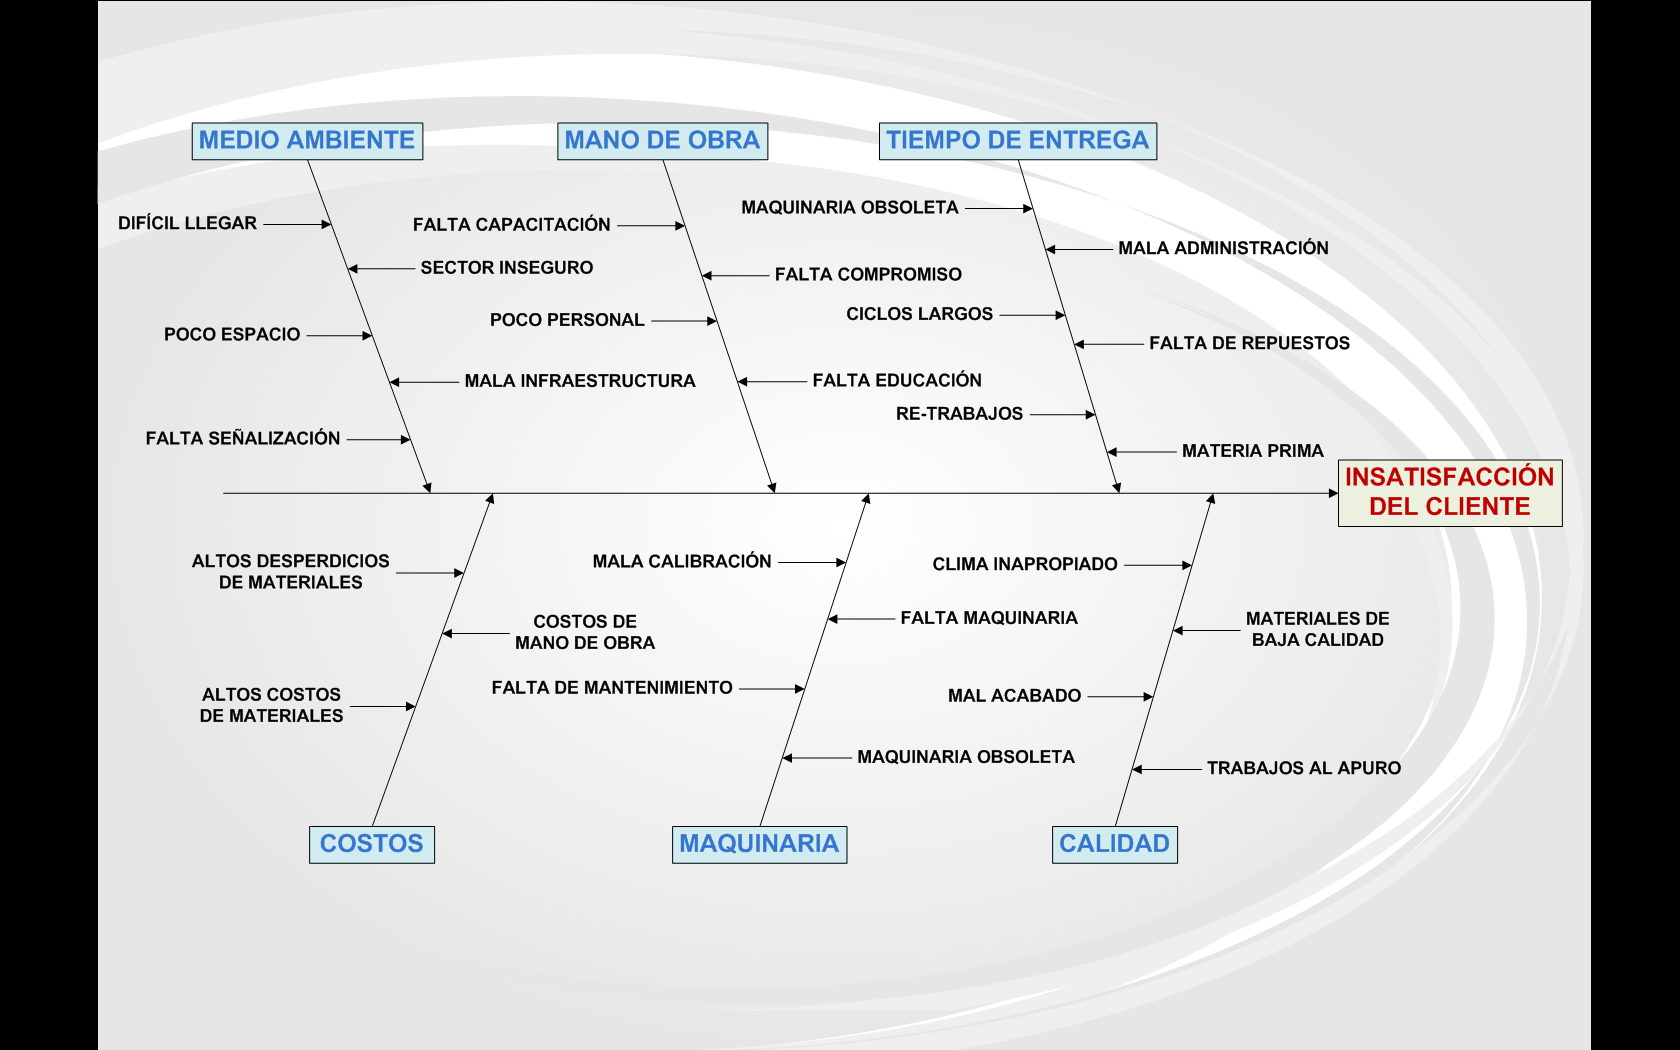 MEDIO AMBIENTE
MANO DE OBRA
TIEMPO DE ENTREGA
DIFÍCIL LLEGAR
SECTOR INSEGURO
POCO ESPACIO
MALA INFRAESTRUCTURA
FALTA SEÑALIZACIÓN
FALTA CAPACITACIÓN
FALTA COMPROMISO
POCO PERSONAL
FALTA EDUCACIÓN
MAQUINARIA OBSOLETA
MALA ADMINISTRACIÓN
CICLOS LARGOS
FALTA DE REPUESTOS
RE-TRABAJOS
MATERIA PRIMA
INSATISFACCIÓN
DEL CLIENTE
ALTOS DESPERDICIOS
DE MATERIALES
COSTOS DE
MANO DE OBRA
ALTOS COSTOS
DE MATERIALES
MALA CALIBRACIÓN
FALTA MAQUINARIA
FALTA DE MANTENIMIENTO
MAQUINARIA OBSOLETA
CLIMA INAPROPIADO
MATERIALES DE
BAJA CALIDAD
MAL ACABADO
TRABAJOS AL APURO
COSTOS
MAQUINARIA
CALIDAD